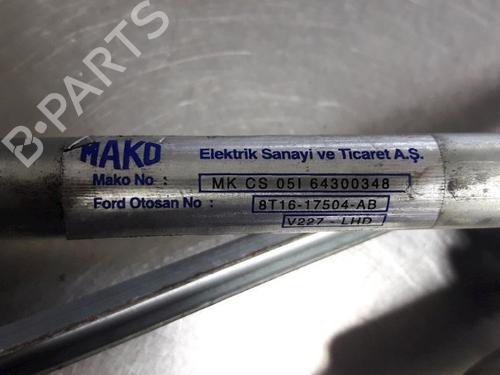 B-PARTS
MAKO Elektrik Sanayi ve Ticaret A.Ş.
Mako No : MK CS 05I 64300348
Ford Otosan No : 8T16-17504-AB
V227 - LHD